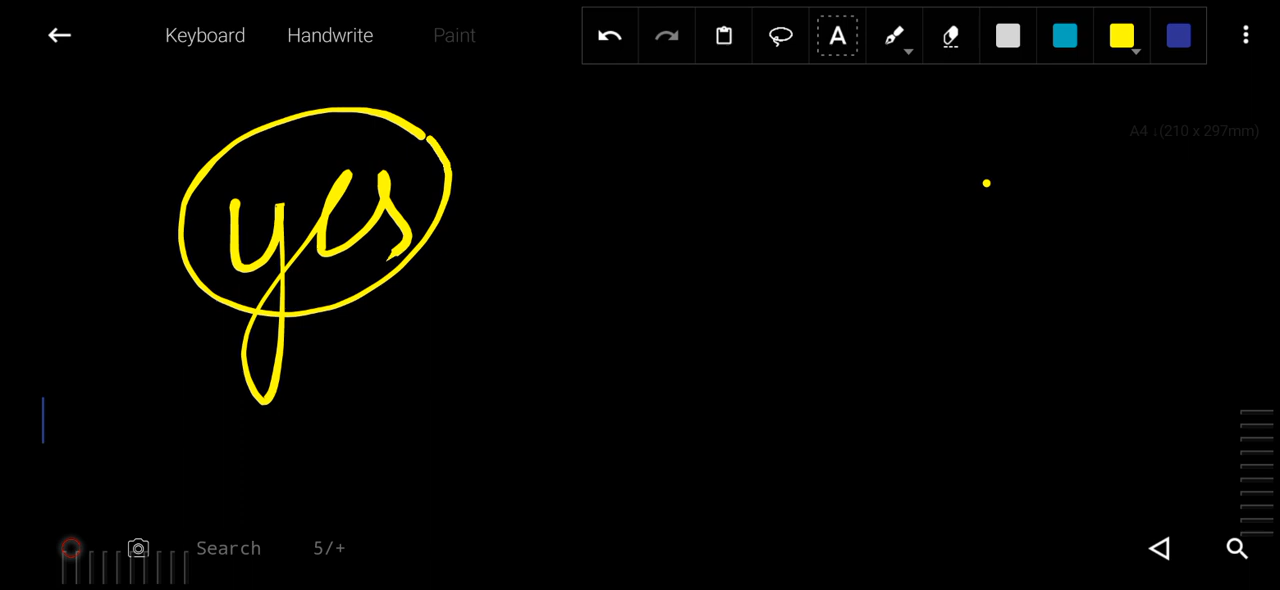 Keyboard Handwrite Paint A
A4 ↓(210 x 297mm)
yes
Search 5/+